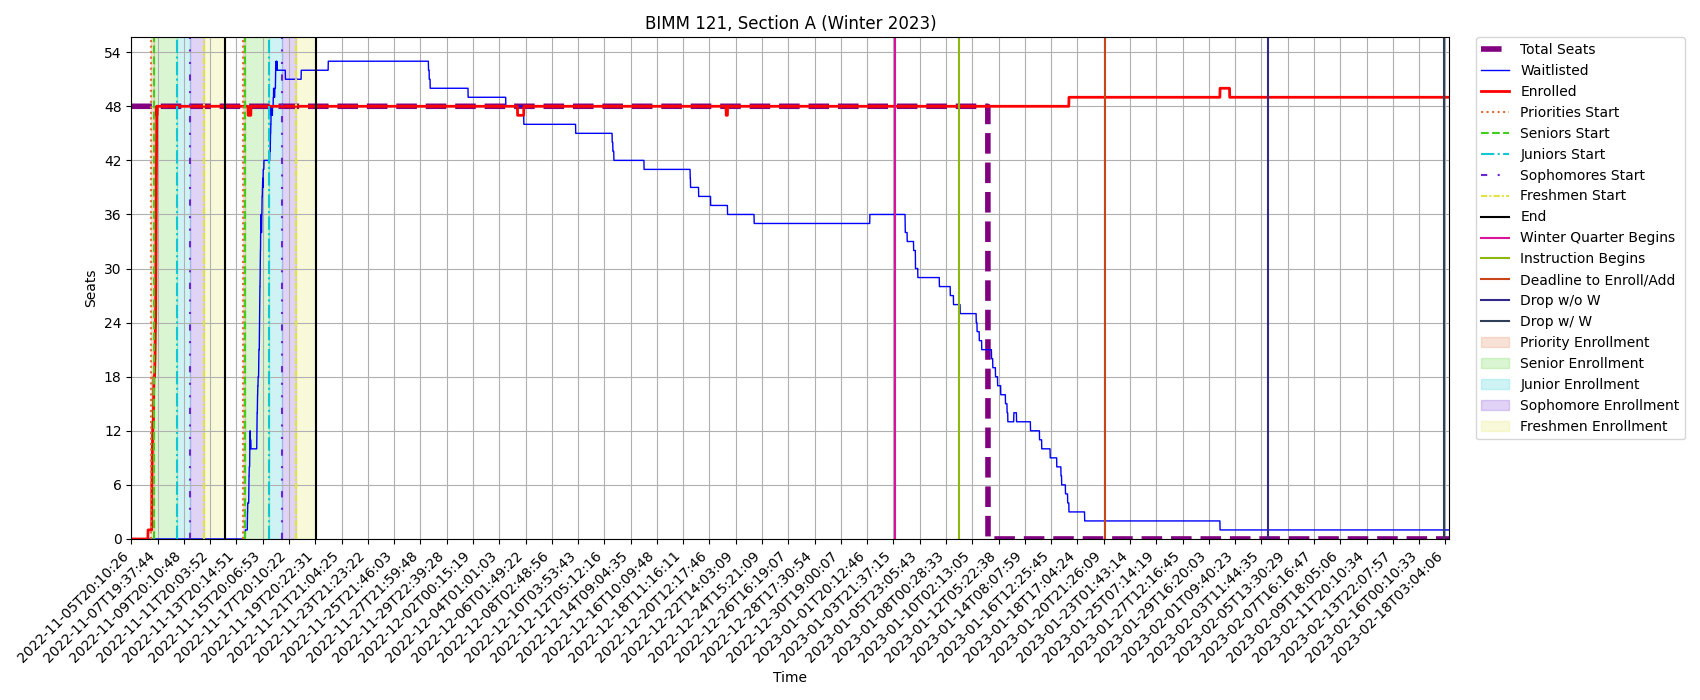 BIMM 121, Section A (Winter 2023)
Seats
54
48
42
36
30
24
18
12
6
0
2022-11-05T20:10:26
2022-11-07T19:37:44
2022-11-09T20:10:48
2022-11-11T20:03:52
2022-11-13T20:14:51
2022-11-15T20:06:53
2022-11-17T20:10:22
2022-11-19T20:22:31
2022-11-21T21:04:25
2022-11-23T21:23:22
2022-11-25T21:46:03
2022-11-27T21:59:48
2022-11-29T22:39:28
2022-12-02T00:15:19
2022-12-04T01:01:03
2022-12-06T01:49:22
2022-12-08T02:48:56
2022-12-10T03:53:43
2022-12-12T05:12:16
2022-12-14T09:04:35
2022-12-16T10:09:48
2022-12-18T11:16:11
2022-12-20T12:17:46
2022-12-22T14:03:09
2022-12-24T15:21:09
2022-12-26T16:19:07
2022-12-28T17:30:54
2022-12-30T19:00:07
2023-01-01T20:12:46
2023-01-03T21:37:15
2023-01-05T23:05:43
2023-01-08T00:28:33
2023-01-10T02:13:05
2023-01-12T05:22:38
2023-01-14T08:07:59
2023-01-16T12:25:45
2023-01-18T17:04:24
2023-01-20T21:26:09
2023-01-23T01:43:14
2023-01-25T07:14:19
2023-01-27T12:16:45
2023-01-29T16:20:03
2023-02-01T09:40:23
2023-02-03T11:44:35
2023-02-05T13:30:29
2023-02-07T16:16:47
2023-02-09T18:05:06
2023-02-11T20:10:34
2023-02-13T22:07:57
2023-02-16T00:10:33
2023-02-18T03:04:06
Time
Total Seats
Waitlisted
Enrolled
Priorities Start
Seniors Start
Juniors Start
Sophomores Start
Freshmen Start
End
Winter Quarter Begins
Instruction Begins
Deadline to Enroll/Add
Drop w/o W
Drop w/ W
Priority Enrollment
Senior Enrollment
Junior Enrollment
Sophomore Enrollment
Freshmen Enrollment